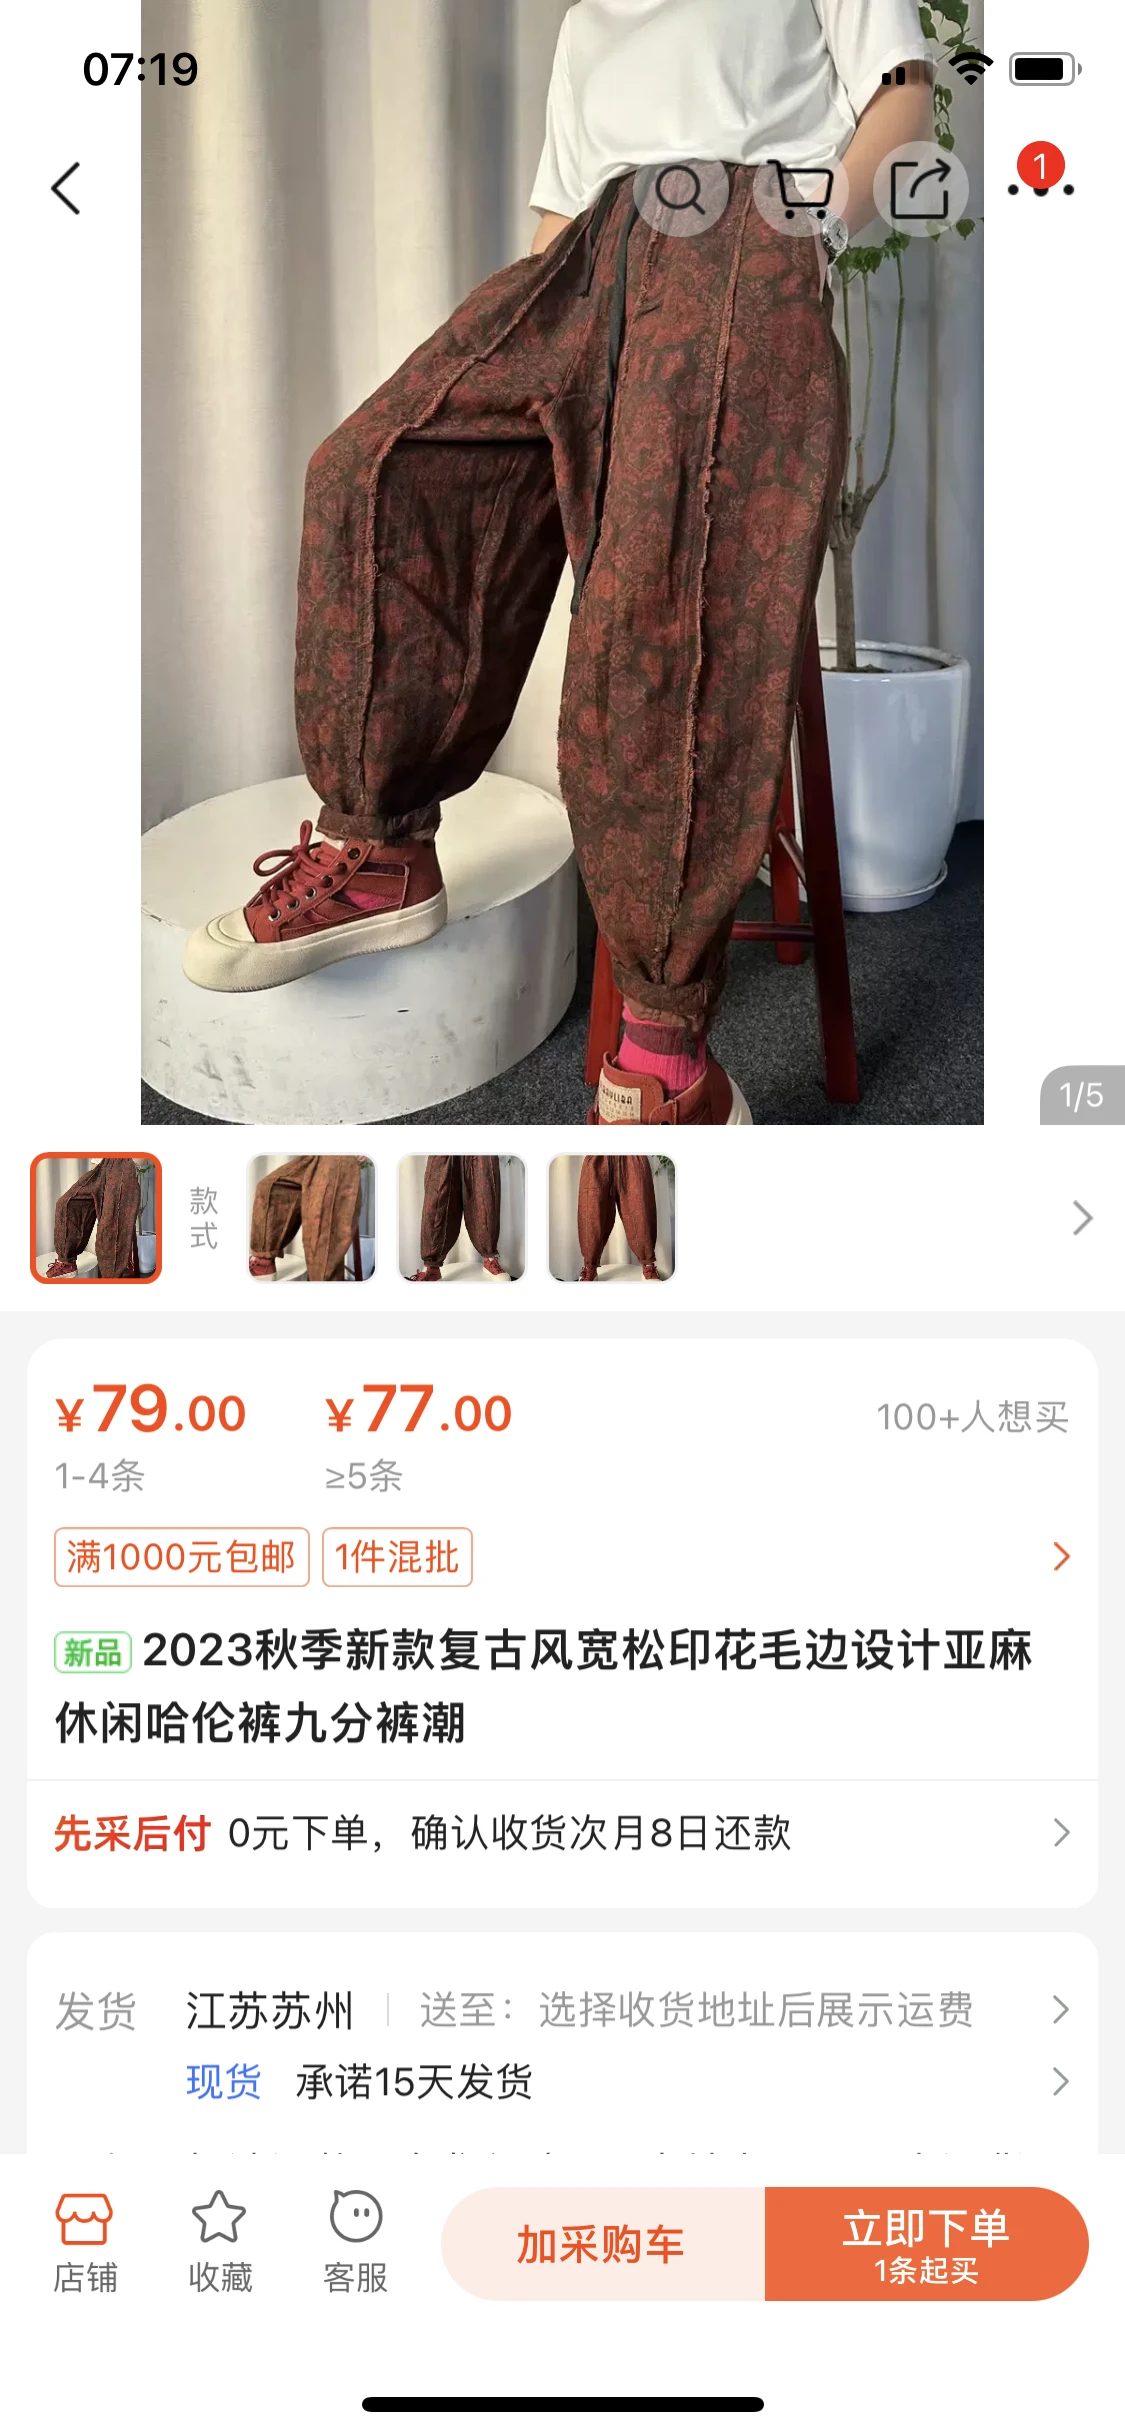 07:19
1
1/5
款式
¥79.00 ¥77.00 100+人想买
1-4条 ≥5条
满1000元包邮 1件混批
新品 2023秋季新款复古风宽松印花毛边设计亚麻
休闲哈伦裤九分裤潮
先采后付 0元下单，确认收货次月8日还款
发货 江苏苏州 送至：选择收货地址后展示运费
现货 承诺15天发货
店铺 收藏 客服 加采购车 立即下单
1条起买